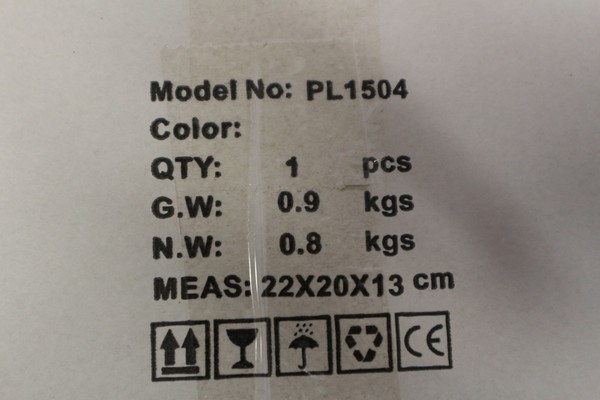 Model No: PL1504
Color:
QTY: 1 pcs
G.W: 0.9 kgs
N.W: 0.8 kgs
MEAS: 22X20X13 cm
CE